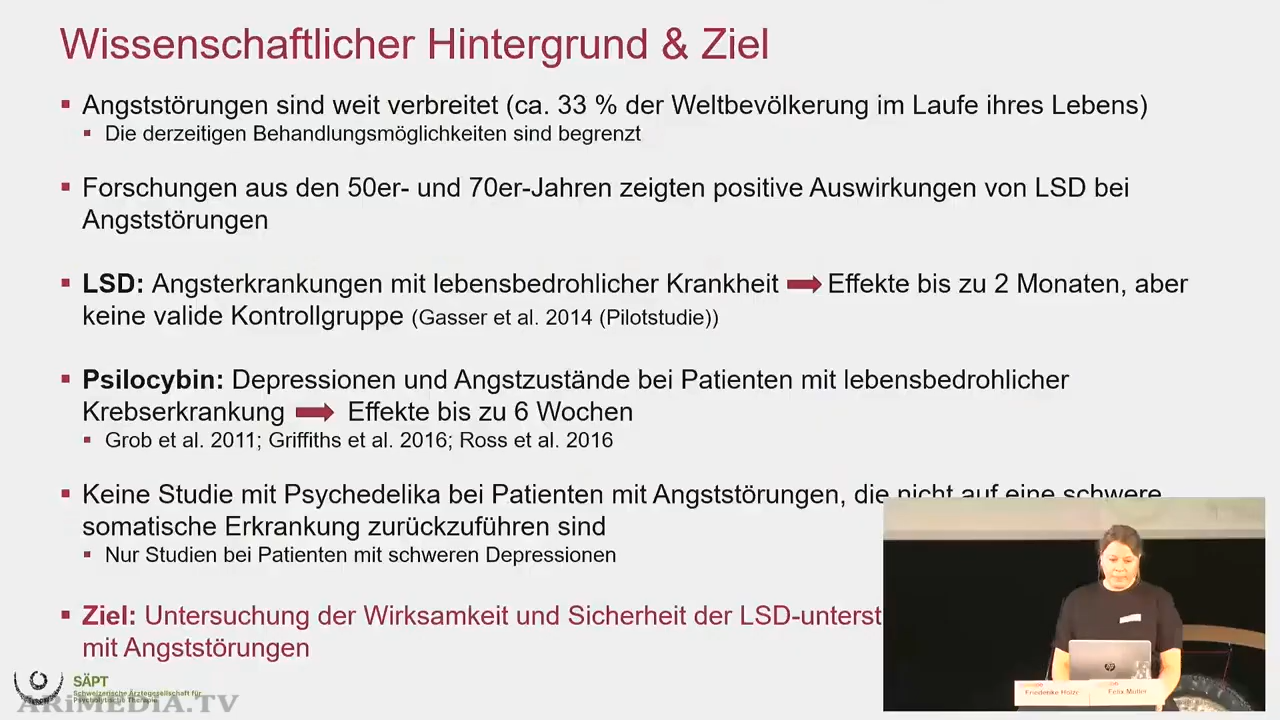 Wissenschaftlicher Hintergrund & Ziel
▪ Angststörungen sind weit verbreitet (ca. 33 % der Weltbevölkerung im Laufe ihres Lebens)
▪ Die derzeitigen Behandlungsmöglichkeiten sind begrenzt
▪ Forschungen aus den 50er- und 70er-Jahren zeigten positive Auswirkungen von LSD bei
Angststörungen
▪ LSD: Angsterkrankungen mit lebensbedrohlicher Krankheit ➡ Effekte bis zu 2 Monaten, aber
keine valide Kontrollgruppe (Gasser et al. 2014 (Pilotstudie))
▪ Psilocybin: Depressionen und Angstzustände bei Patienten mit lebensbedrohlicher
Krebserkrankung ➡ Effekte bis zu 6 Wochen
▪ Grob et al. 2011; Griffiths et al. 2016; Ross et al. 2016
▪ Keine Studie mit Psychedelika bei Patienten mit Angststörungen, die nicht auf eine schwere
somatische Erkrankung zurückzuführen sind
▪ Nur Studien bei Patienten mit schweren Depressionen
▪ Ziel: Untersuchung der Wirksamkeit und Sicherheit der LSD-unterst
mit Angststörungen
SÄPT
Schweizerische Ärztegesellschaft für
Psycholytische Therapie
ARiMEDIA.TV
Friederike Holze
Felix Müller
hp